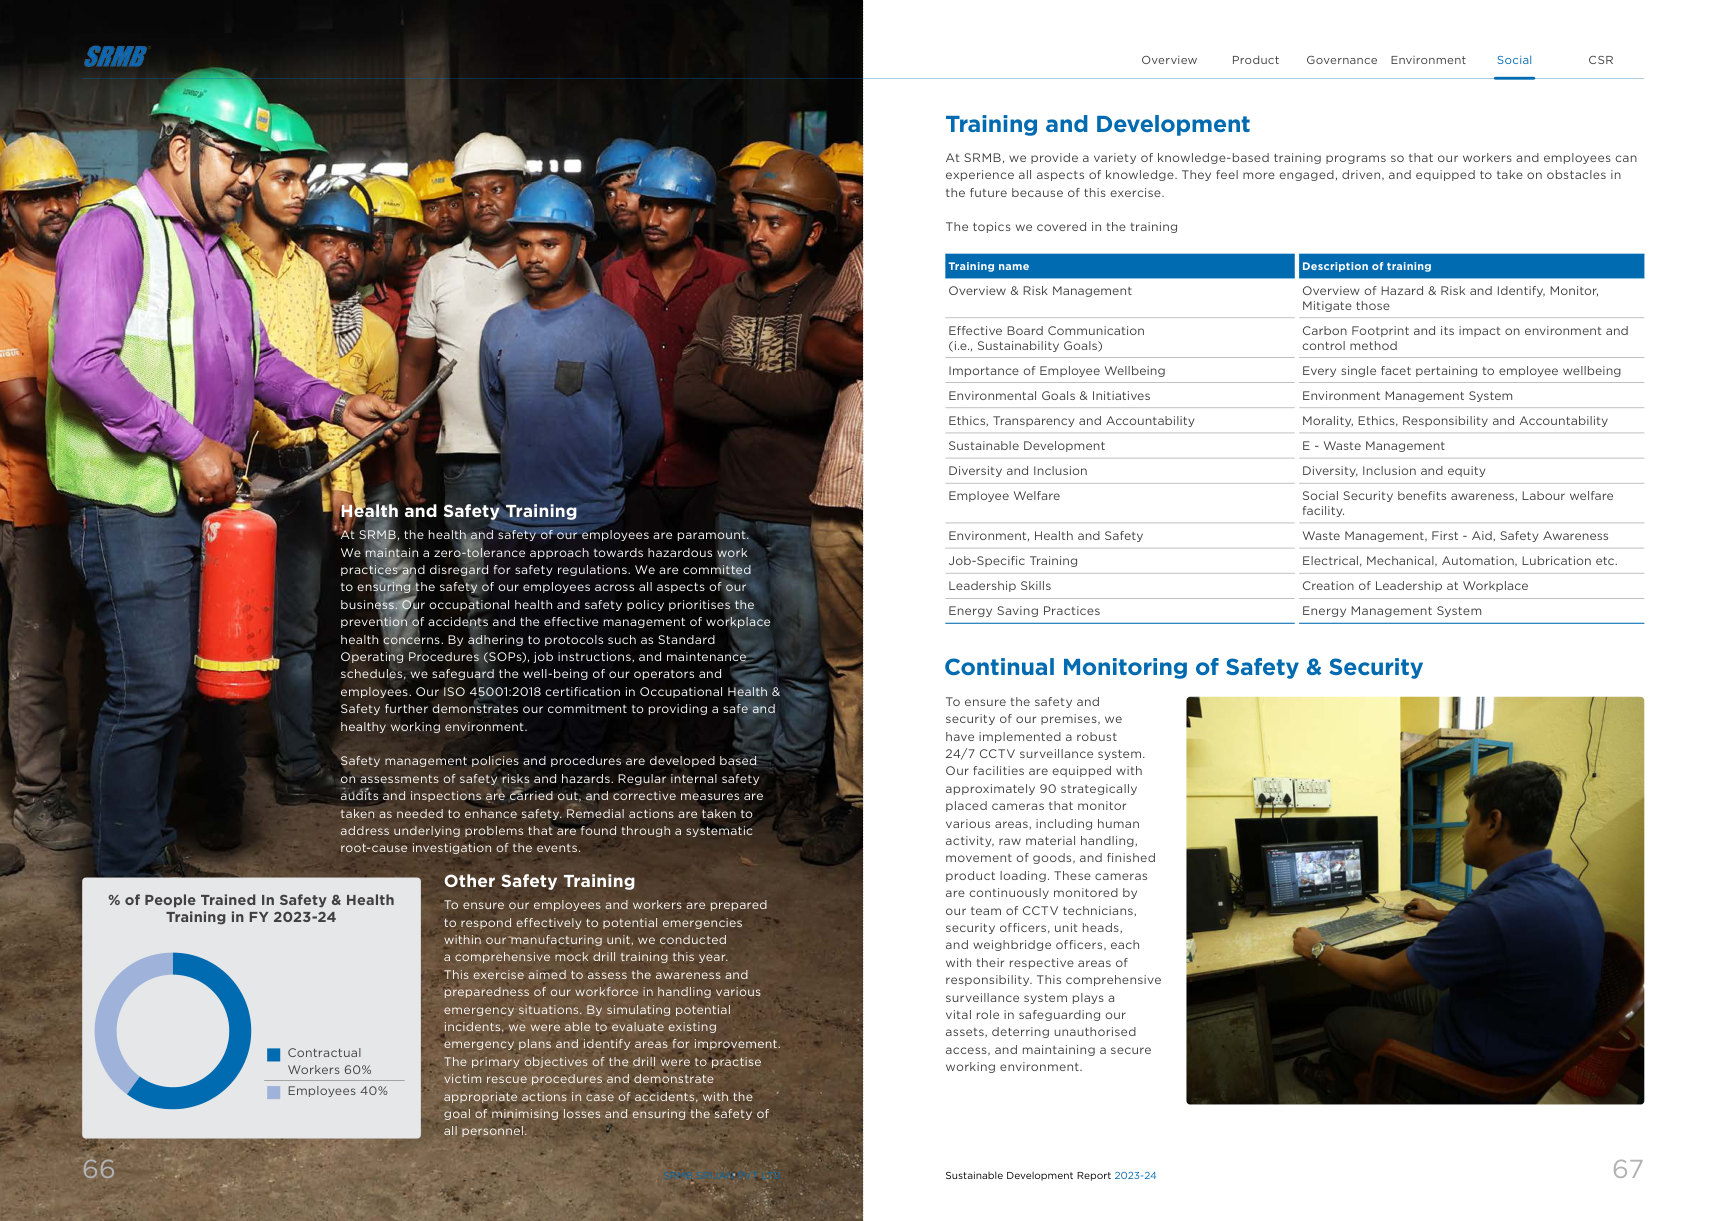 SRMB
Health and Safety Training
At SRMB, the health and safety of our employees are paramount.
We maintain a zero-tolerance approach towards hazardous work
practices and disregard for safety regulations. We are committed
to ensuring the safety of our employees across all aspects of our
business. Our occupational health and safety policy prioritises the
prevention of accidents and the effective management of workplace
health concerns. By adhering to protocols such as Standard
Operating Procedures (SOPs), job instructions, and maintenance
schedules, we safeguard the well-being of our operators and
employees. Our ISO 45001:2018 certification in Occupational Health &
Safety further demonstrates our commitment to providing a safe and
healthy working environment.
Safety management policies and procedures are developed based
on assessments of safety risks and hazards. Regular internal safety
audits and inspections are carried out, and corrective measures are
taken as needed to enhance safety. Remedial actions are taken to
address underlying problems that are found through a systematic
root-cause investigation of the events.
% of People Trained In Safety & Health
Training in FY 2023-24
Contractual
Workers 60%
Employees 40%
Other Safety Training
To ensure our employees and workers are prepared
to respond effectively to potential emergencies
within our manufacturing unit, we conducted
a comprehensive mock drill training this year.
This exercise aimed to assess the awareness and
preparedness of our workforce in handling various
emergency situations. By simulating potential
incidents, we were able to evaluate existing
emergency plans and identify areas for improvement.
The primary objectives of the drill were to practise
victim rescue procedures and demonstrate
appropriate actions in case of accidents, with the
goal of minimising losses and ensuring the safety of
all personnel.
66
Overview Product Governance Environment Social CSR
Training and Development
At SRMB, we provide a variety of knowledge-based training programs so that our workers and employees can
experience all aspects of knowledge. They feel more engaged, driven, and equipped to take on obstacles in
the future because of this exercise.
The topics we covered in the training
Training name Description of training
Overview & Risk Management Overview of Hazard & Risk and Identify, Monitor,
Mitigate those
Effective Board Communication Carbon Footprint and its impact on environment and
(i.e., Sustainability Goals) control method
Importance of Employee Wellbeing Every single facet pertaining to employee wellbeing
Environmental Goals & Initiatives Environment Management System
Ethics, Transparency and Accountability Morality, Ethics, Responsibility and Accountability
Sustainable Development E - Waste Management
Diversity and Inclusion Diversity, Inclusion and equity
Employee Welfare Social Security benefits awareness, Labour welfare
facility.
Environment, Health and Safety Waste Management, First - Aid, Safety Awareness
Job-Specific Training Electrical, Mechanical, Automation, Lubrication etc.
Leadership Skills Creation of Leadership at Workplace
Energy Saving Practices Energy Management System
Continual Monitoring of Safety & Security
To ensure the safety and
security of our premises, we
have implemented a robust
24/7 CCTV surveillance system.
Our facilities are equipped with
approximately 90 strategically
placed cameras that monitor
various areas, including human
activity, raw material handling,
movement of goods, and finished
product loading. These cameras
are continuously monitored by
our team of CCTV technicians,
security officers, unit heads,
and weighbridge officers, each
with their respective areas of
responsibility. This comprehensive
surveillance system plays a
vital role in safeguarding our
assets, deterring unauthorised
access, and maintaining a secure
working environment.
Sustainable Development Report 2023-24
67